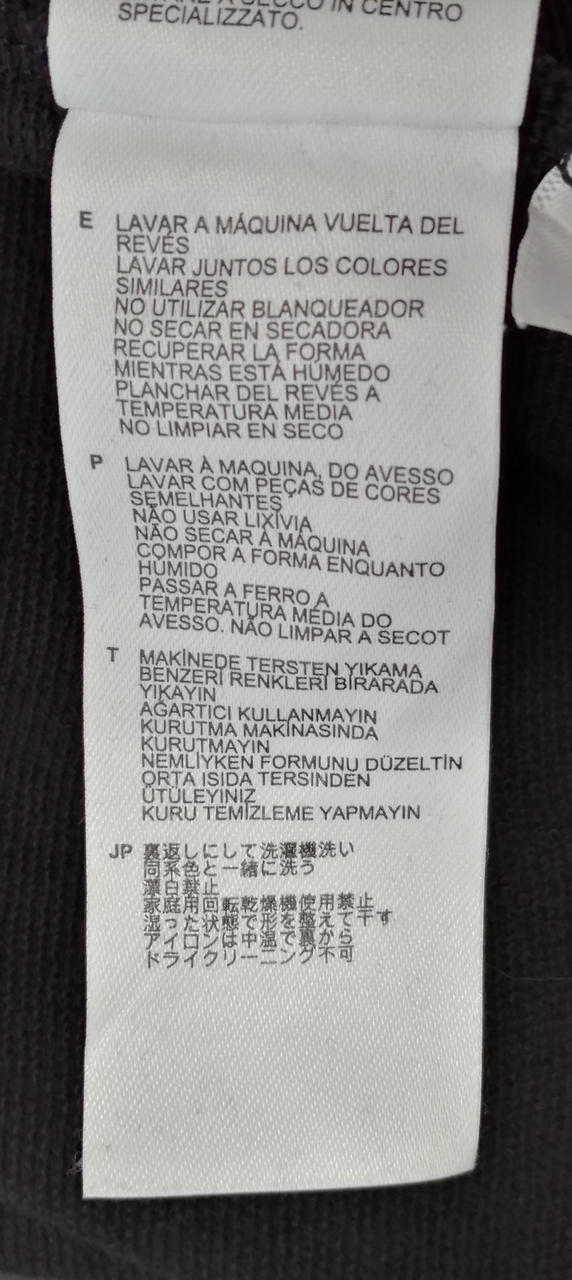 A SECCO IN CENTRO
SPECIALIZZATO.
E LAVAR A MÁQUINA VUELTA DEL
REVÉS
LAVAR JUNTOS LOS COLORES
SIMILARES
NO UTILIZAR BLANQUEADOR
NO SECAR EN SECADORA
RECUPERAR LA FORMA
MIENTRAS ESTÁ HÚMEDO
PLANCHAR DEL REVÉS A
TEMPERATURA MEDIA
NO LIMPIAR EN SECO
P LAVAR À MAQUINA, DO AVESSO
LAVAR COM PEÇAS DE CORES
SEMELHANTES
NÃO USAR LIXÍVIA
NÃO SECAR À MÁQUINA
COMPOR A FORMA ENQUANTO
HÚMIDO
PASSAR A FERRO A
TEMPERATURA MÉDIA DO
AVESSO. NÃO LIMPAR A SECOT
T MAKİNEDE TERSTEN YIKAMA
BENZERİ RENKLERİ BİRARADA
YIKAYIN
AĞARTICI KULLANMAYIN
KURUTMA MAKİNASINDA
KURUTMAYIN
NEMLİYKEN FORMUNU DÜZELTİN
ORTA ISIDA TERSINDEN
ÜTÜLEYINIZ
KURU TEMİZLEME YAPMAYIN
JP 裏返しにして洗濯機洗い
同系色と一緒に洗う
漂白禁止
家庭用回転乾燥機使用禁止
湿った状態で形を整えて干す
アイロンは中温で裏から
ドライクリーニング不可